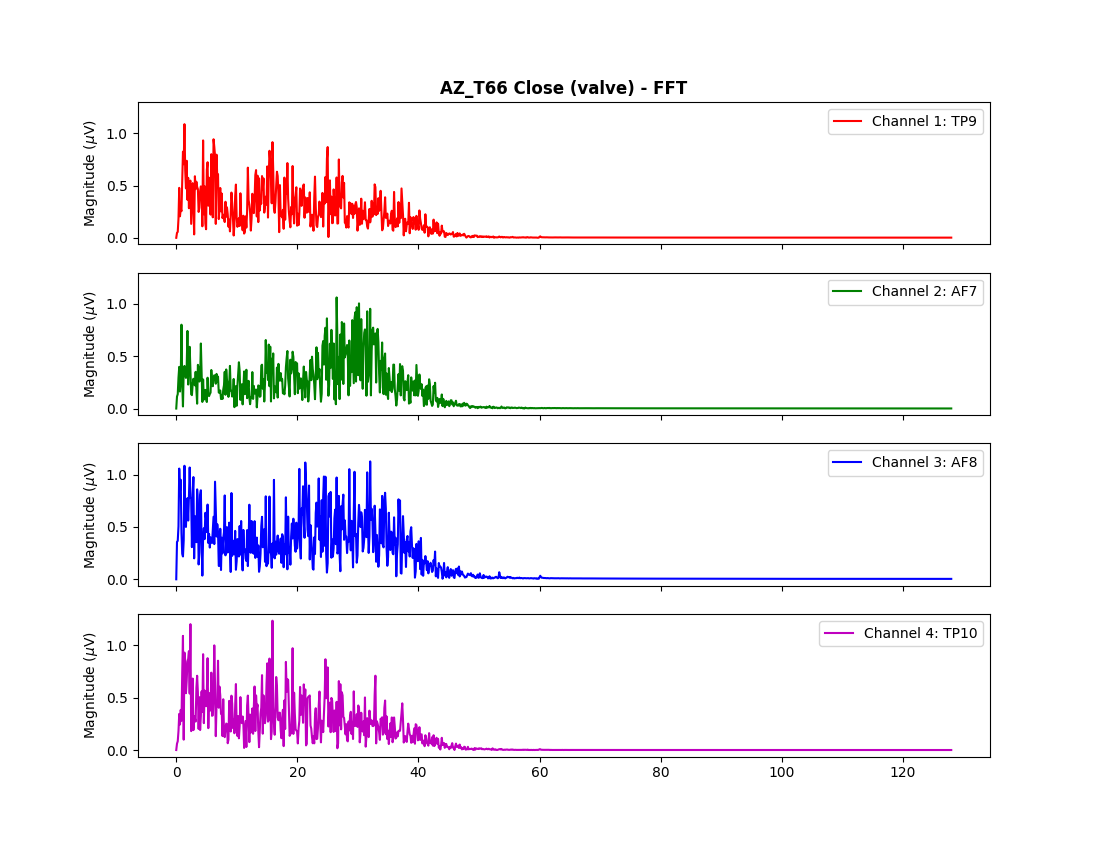 AZ_T66 Close (valve) - FFT
Magnitude (μV)
1.0
0.5
0.0
Channel 1: TP9
Magnitude (μV)
1.0
0.5
0.0
Channel 2: AF7
Magnitude (μV)
1.0
0.5
0.0
Channel 3: AF8
Magnitude (μV)
1.0
0.5
0.0
Channel 4: TP10
0 20 40 60 80 100 120